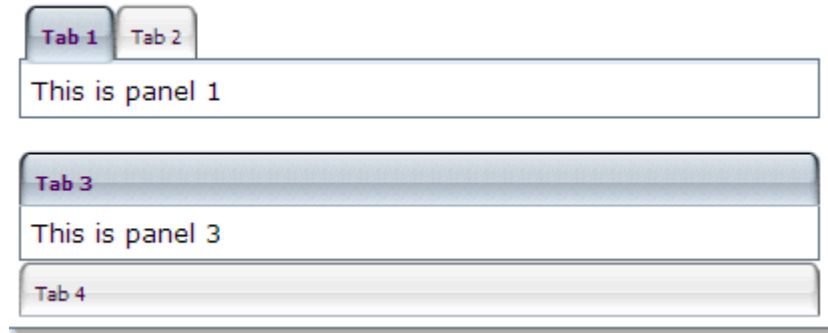 Tab 1 Tab 2
This is panel 1
Tab 3
This is panel 3
Tab 4